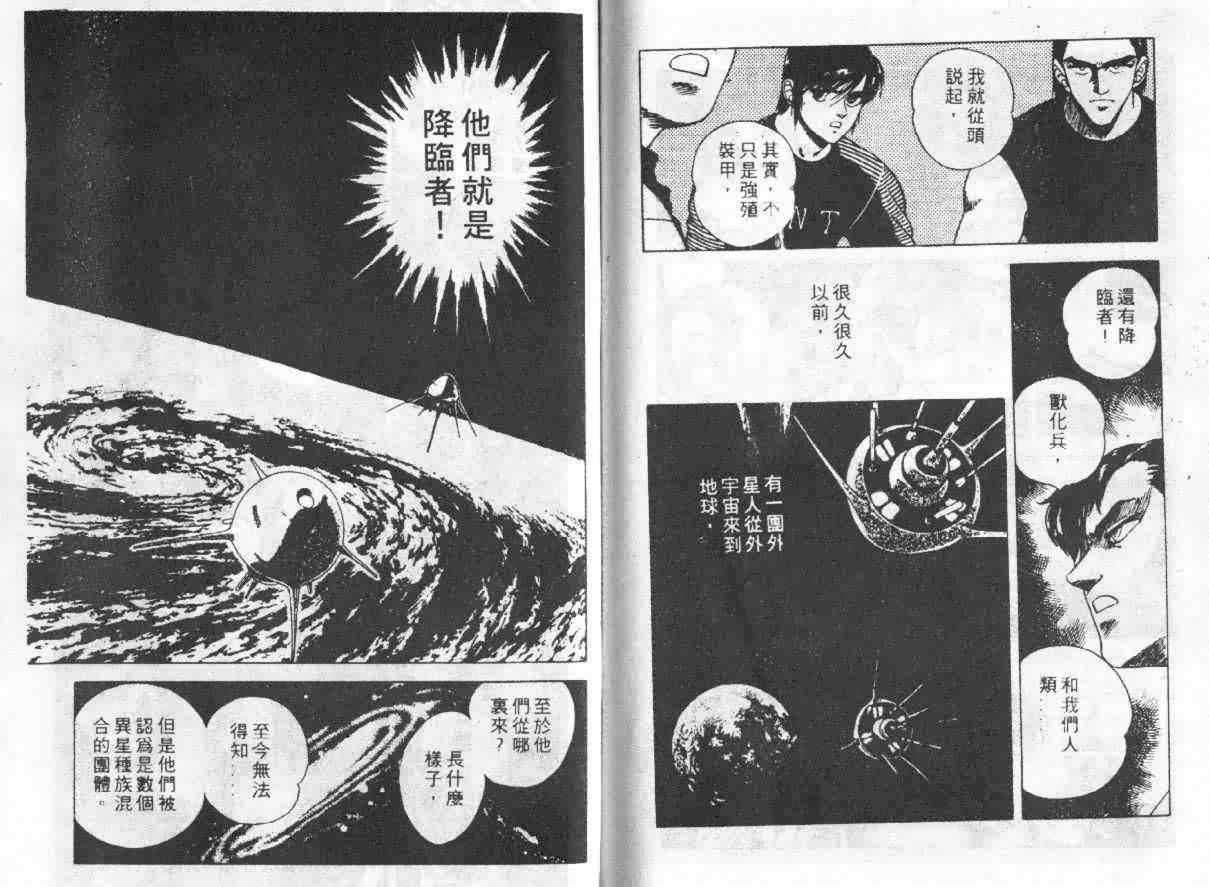 我就從頭
說起，
其實，不
只是強殖
裝甲，
NT
還有降
臨者！
獸化兵，
和我們人
類……
很久很久
以前，
有一團外
星人從外
宇宙來到
地球，
他們就是
降臨者！
至於他
們從哪
裏來？
長什麼
樣子，
至今無法
得知……
但是他們被
認爲是數個
異星種族混
合的團體。